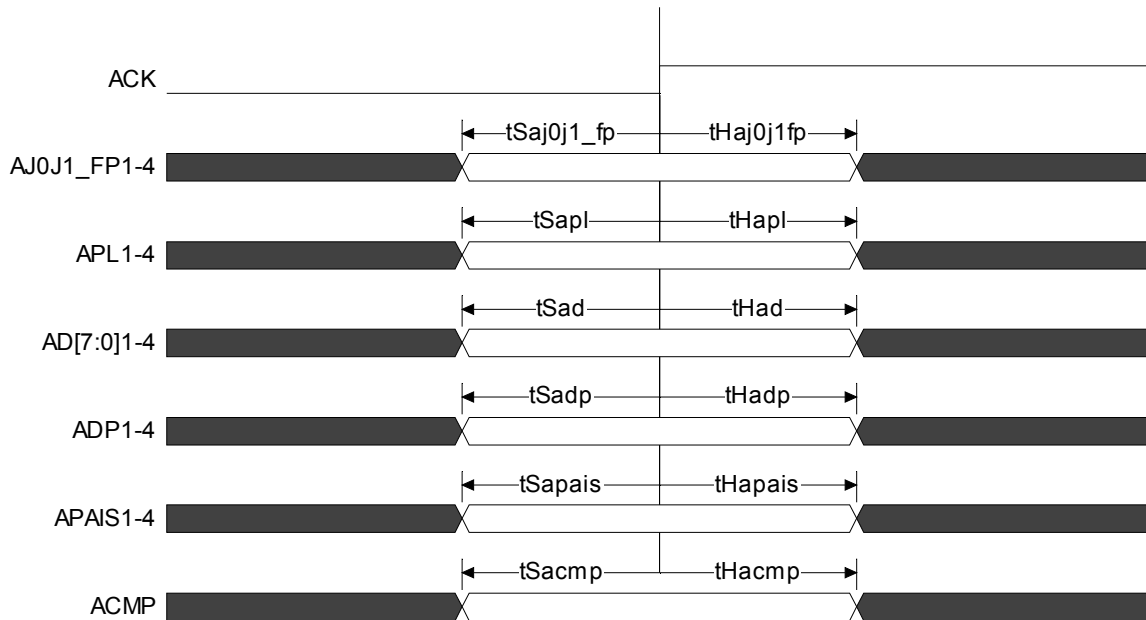 ACK
tSaj0j1_fp tHaj0j1fp
AJ0J1_FP1-4
tSapl tHapl
APL1-4
tSad tHad
AD[7:0]1-4
tSadp tHadp
ADP1-4
tSapais tHapais
APAIS1-4
tSacmp tHacmp
ACMP